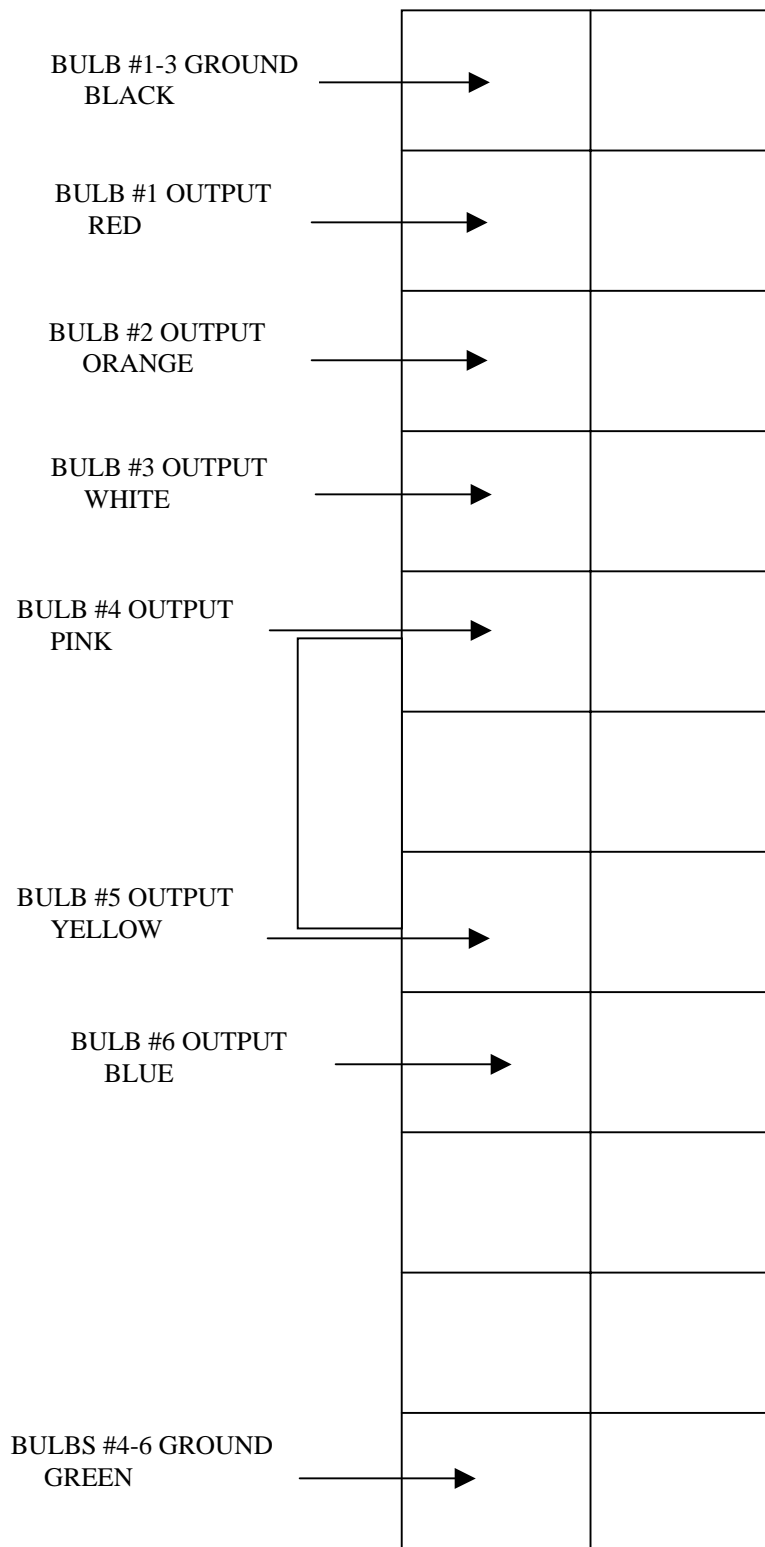 BULB #1-3 GROUND
BLACK
BULB #1 OUTPUT
RED
BULB #2 OUTPUT
ORANGE
BULB #3 OUTPUT
WHITE
BULB #4 OUTPUT
PINK
BULB #5 OUTPUT
YELLOW
BULB #6 OUTPUT
BLUE
BULBS #4-6 GROUND
GREEN